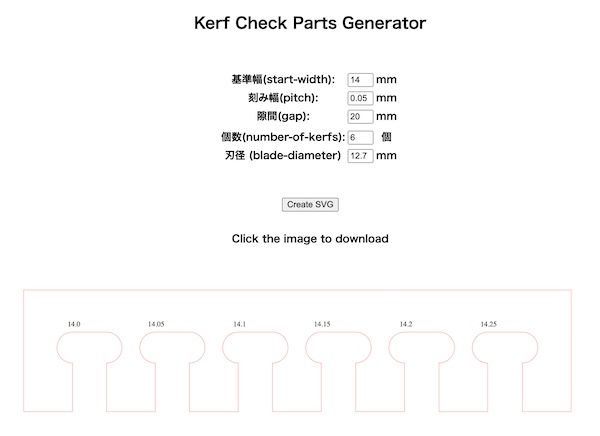 Kerf Check Parts Generator
基準幅(start-width): 14 mm
刻み幅(pitch): 0.05 mm
隙間(gap): 20 mm
個数(number-of-kerfs): 6 個
刃径 (blade-diameter) 12.7 mm
Create SVG
Click the image to download
14.0 14.05 14.1 14.15 14.2 14.25